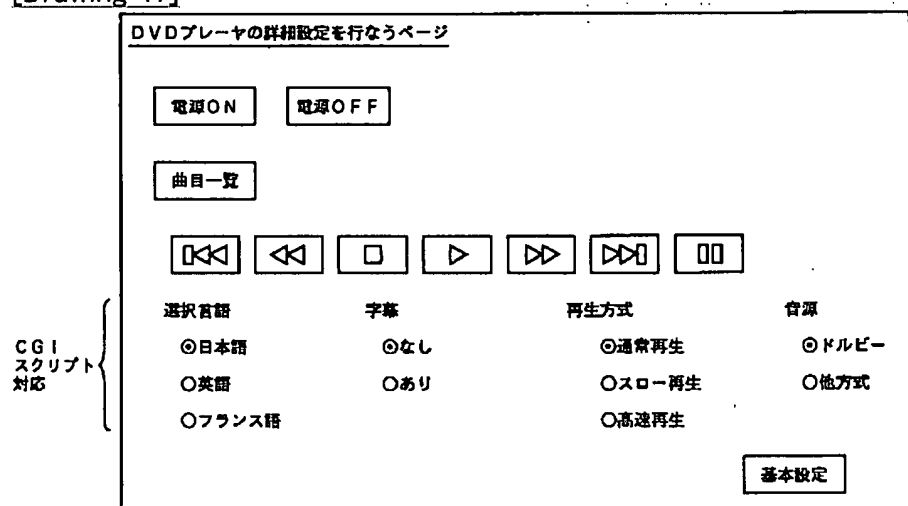 DVDプレーヤの詳細設定を行なうページ
電源ON 電源OFF
曲目一覧
選択言語 字幕 再生方式 音源
CGI
スクリプト
対応
◉日本語 ◉なし ◉通常再生 ◉ドルビー
○英語 ○あり ○スロー再生 ○他方式
○フランス語 ○高速再生
基本設定